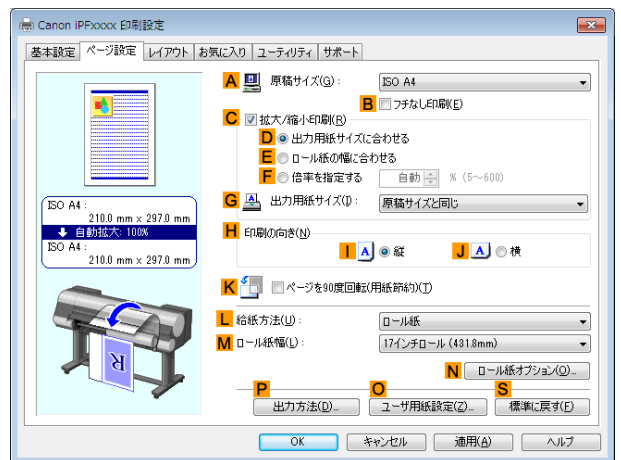 Canon iPFxxxx 印刷設定
基本設定 ページ設定 レイアウト お気に入り ユーティリティ サポート
A 原稿サイズ(G): ISO A4
B フチなし印刷(E)
C 拡大/縮小印刷(R)
D 出力用紙サイズに合わせる
E ロール紙の幅に合わせる
F 倍率を指定する 自動 % (5～600)
G 出力用紙サイズ(I): 原稿サイズと同じ
H 印刷の向き(N)
I A 縦 J A 横
K ページを90度回転(用紙節約)(T)
L 給紙方法(U): ロール紙
M ロール紙幅(L): 17インチロール (431.8mm)
N ロール紙オプション(O)...
P O S
出力方法(D)... ユーザ用紙設定(Z)... 標準に戻す(F)
ISO A4 :
210.0 mm x 297.0 mm
自動拡大: 100%
ISO A4 :
210.0 mm x 297.0 mm
R
OK キャンセル 適用(A) ヘルプ